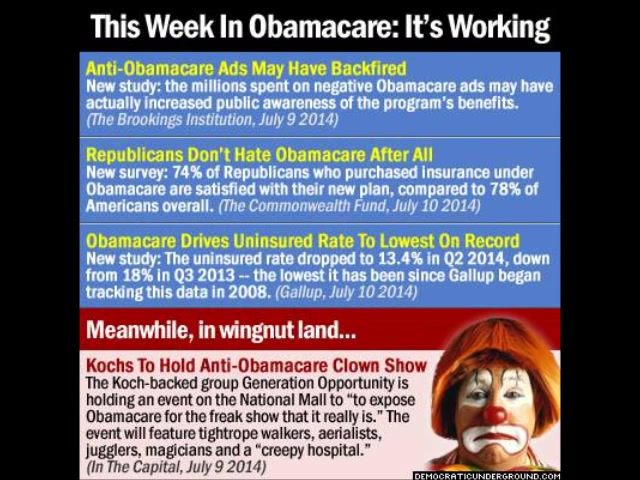 This Week In Obamacare: It's Working
Anti-Obamacare Ads May Have Backfired
New study: the millions spent on negative Obamacare ads may have
actually increased public awareness of the program's benefits.
(The Brookings Institution, July 9 2014)
Republicans Don't Hate Obamacare After All
New survey: 74% of Republicans who purchased insurance under
Obamacare are satisfied with their new plan, compared to 78% of
Americans overall. (The Commonwealth Fund, July 10 2014)
Obamacare Drives Uninsured Rate To Lowest On Record
New study: The uninsured rate dropped to 13.4% in Q2 2014, down
from 18% in Q3 2013 -- the lowest it has been since Gallup began
tracking this data in 2008. (Gallup, July 10 2014)
Meanwhile, in wingnut land...
Kochs To Hold Anti-Obamacare Clown Show
The Koch-backed group Generation Opportunity is
holding an event on the National Mall to "to expose
Obamacare for the freak show that it really is." The
event will feature tightrope walkers, aerialists,
jugglers, magicians and a "creepy hospital."
(In The Capital, July 9 2014)
DEMOCRATICUNDERGROUND.COM